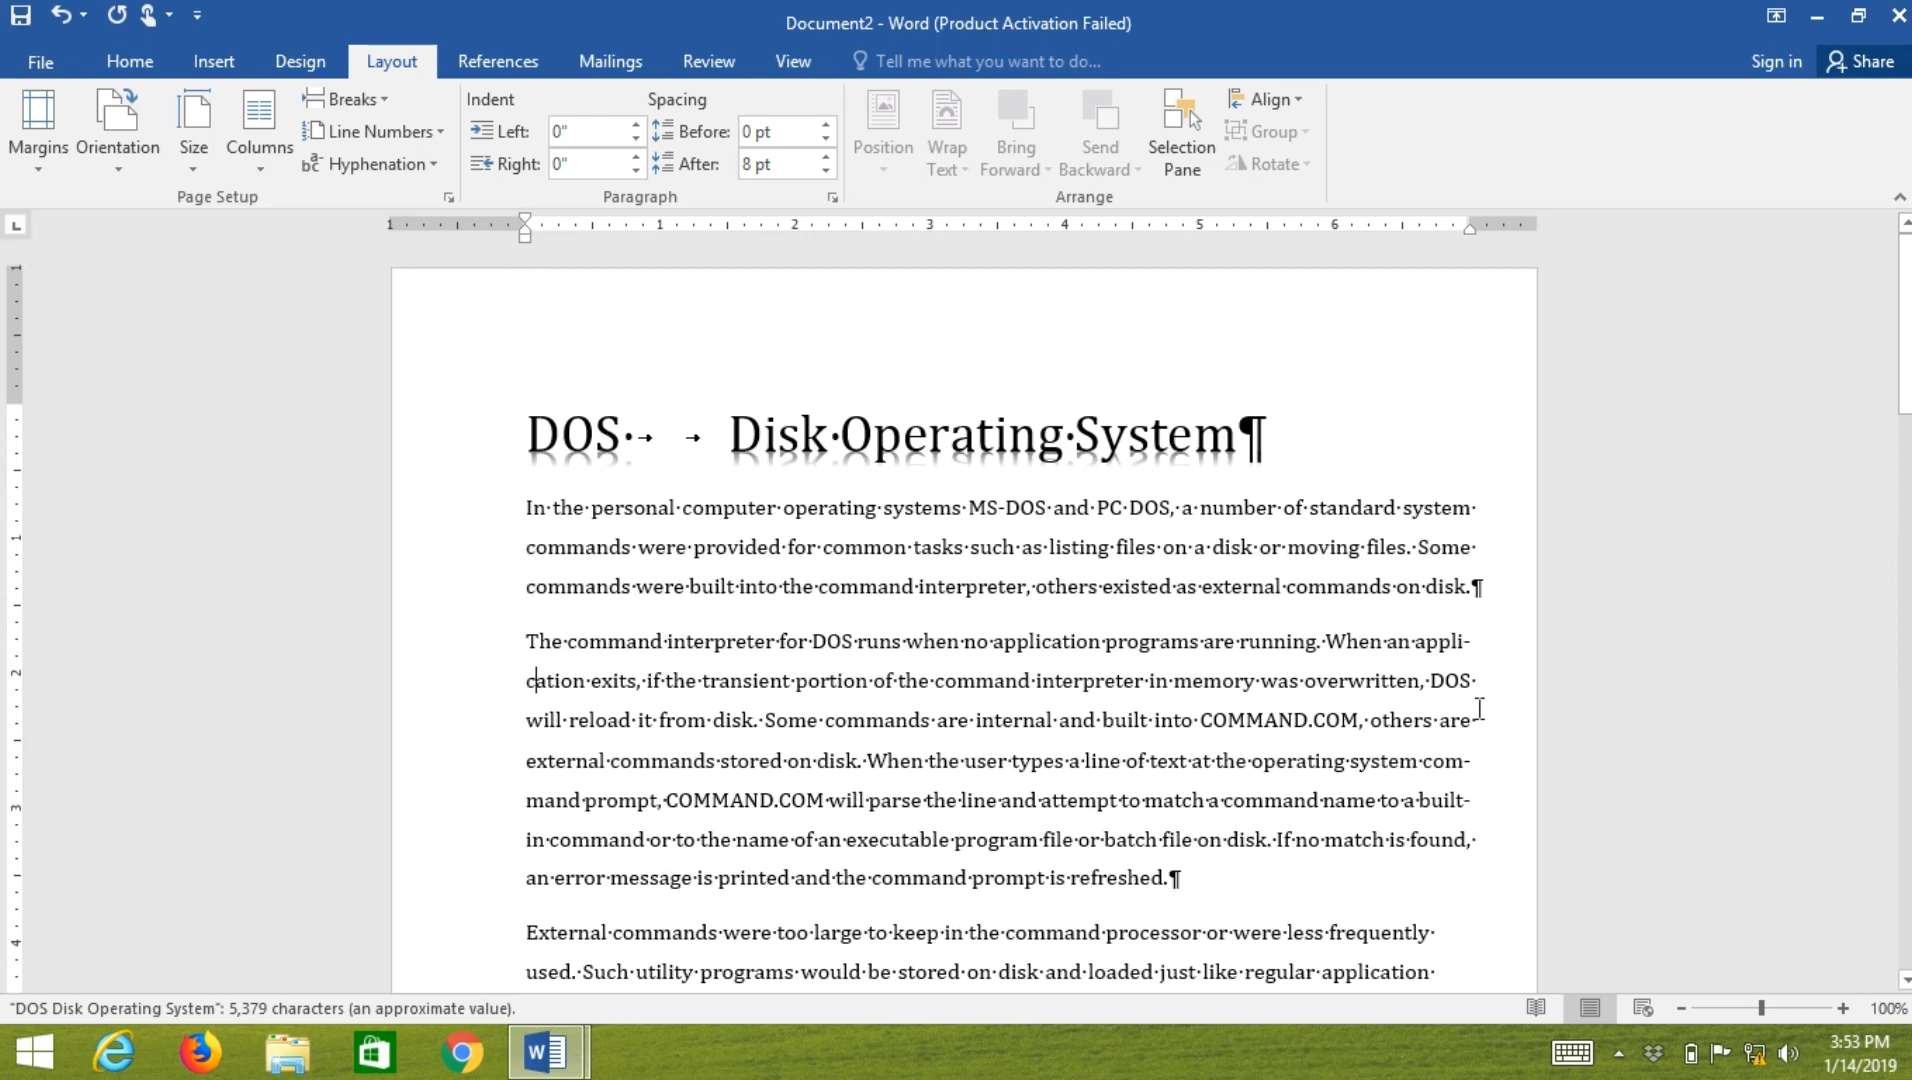 Document2 - Word (Product Activation Failed)
File Home Insert Design Layout References Mailings Review View Tell me what you want to do... Sign in Share
Margins Orientation Size Columns
Breaks
Line Numbers
Hyphenation
Page Setup
Indent Spacing
Left: 0" Before: 0 pt
Right: 0" After: 8 pt
Paragraph
Position Wrap Text Bring Forward Send Backward Selection Pane
Align
Group
Rotate
Arrange
L
1 1 2 3 4 5 6
1
1
2
3
4
DOS·→ → Disk·Operating·System¶
In·the·personal·computer·operating·systems·MS-DOS·and·PC·DOS,·a·number·of·standard·system·
commands·were·provided·for·common·tasks·such·as·listing·files·on·a·disk·or·moving·files.·Some·
commands·were·built·into·the·command·interpreter,·others·existed·as·external·commands·on·disk.¶
The·command·interpreter·for·DOS·runs·when·no·application·programs·are·running.·When·an·appli-
cation·exits,·if·the·transient·portion·of·the·command·interpreter·in·memory·was·overwritten,·DOS·
will·reload·it·from·disk.·Some·commands·are·internal·and·built·into·COMMAND.COM,·others·are·
external·commands·stored·on·disk.·When·the·user·types·a·line·of·text·at·the·operating·system·com-
mand·prompt,·COMMAND.COM·will·parse·the·line·and·attempt·to·match·a·command·name·to·a·built-
in·command·or·to·the·name·of·an·executable·program·file·or·batch·file·on·disk.·If·no·match·is·found,·
an·error·message·is·printed·and·the·command·prompt·is·refreshed.¶
External·commands·were·too·large·to·keep·in·the·command·processor·or·were·less·frequently·
used.·Such·utility·programs·would·be·stored·on·disk·and·loaded·just·like·regular·application·
"DOS Disk Operating System": 5,379 characters (an approximate value). 100%
3:53 PM
1/14/2019